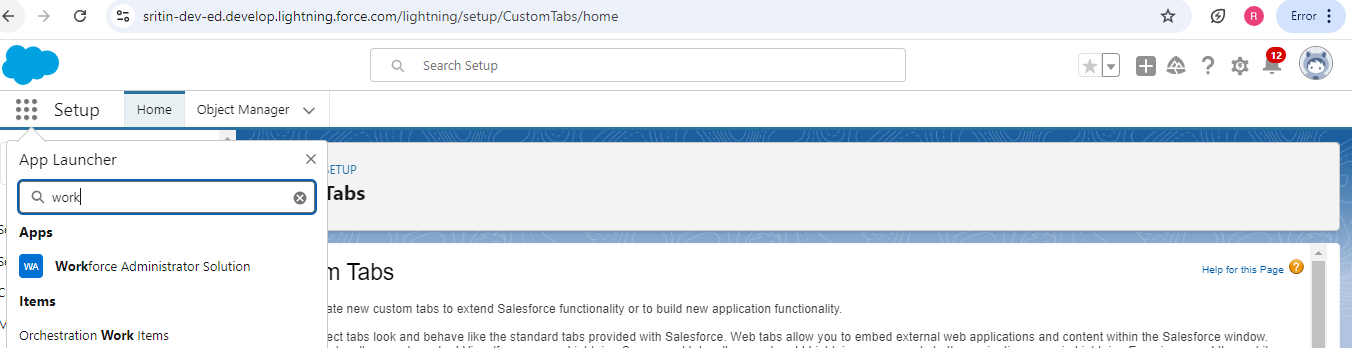 sritin-dev-ed.develop.lightning.force.com/lightning/setup/CustomTabs/home
R
Error
Search Setup
12
Setup
Home
Object Manager
App Launcher
SETUP
work
Tabs
Apps
WA
Workforce Administrator Solution
m Tabs
Help for this Page
?
Items
ate new custom tabs to extend Salesforce functionality or to build new application functionality.
Orchestration Work Items
ect tabs look and behave like the standard tabs provided with Salesforce. Web tabs allow you to embed external web applications and content within the Salesforce window.